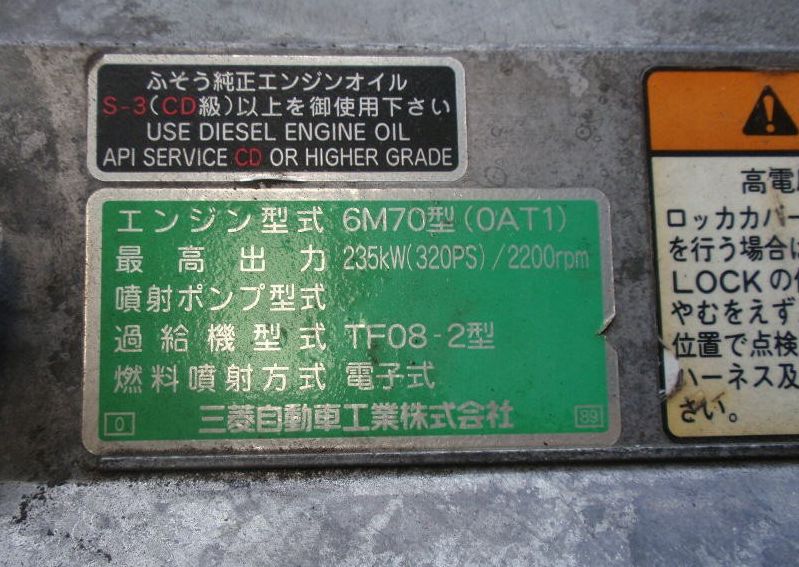 ふそう純正エンジンオイル
S-3(CD級)以上を御使用下さい
USE DIESEL ENGINE OIL
API SERVICE CD OR HIGHER GRADE
エンジン型式 6M70型(0AT1)
最高出力 235kW(320PS)/2200rpm
噴射ポンプ型式
過給機型式 TF08-2型
燃料噴射方式 電子式
0 三菱自動車工業株式会社 89
高電
ロッカカバー
を行う場合
LOCKの
やむをえず
位置で点検
ハーネス及
さい。